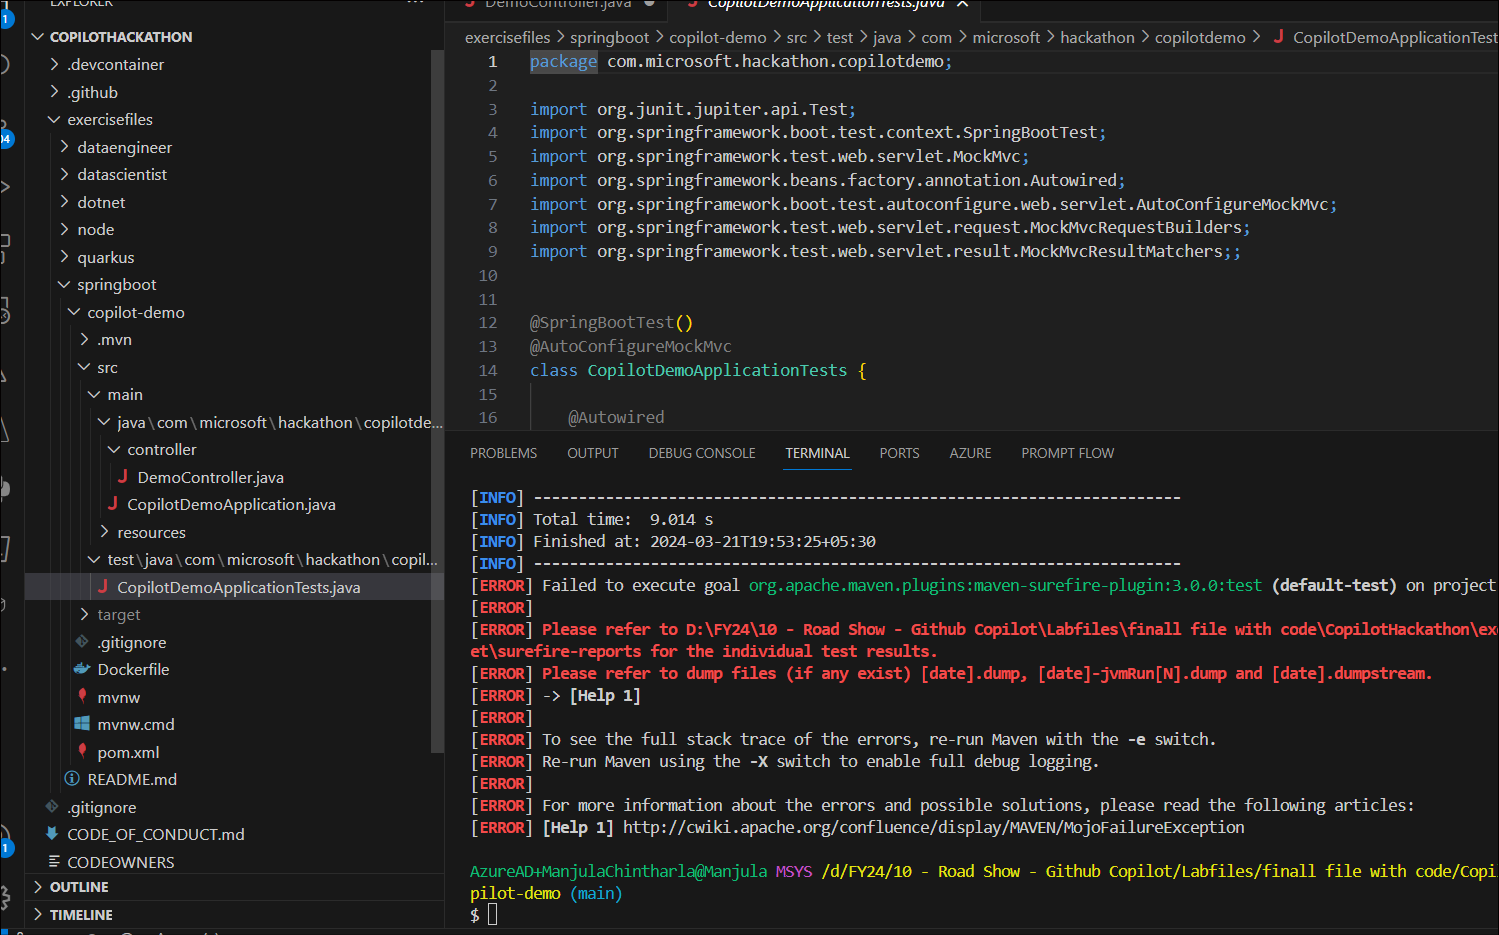 EXPLORER
COPILOTHACKATHON
.devcontainer
.github
exercisefiles
dataengineer
datascientist
dotnet
node
quarkus
springboot
copilot-demo
.mvn
src
main
java\com\microsoft\hackathon\copilotde...
controller
DemoController.java
CopilotDemoApplication.java
resources
test\java\com\microsoft\hackathon\copil...
CopilotDemoApplicationTests.java
target
.gitignore
Dockerfile
mvnw
mvnw.cmd
pom.xml
README.md
.gitignore
CODE_OF_CONDUCT.md
CODEOWNERS
OUTLINE
TIMELINE
DemoController.java
CopilotDemoApplicationTests.java
exercisefiles > springboot > copilot-demo > src > test > java > com > microsoft > hackathon > copilotdemo > CopilotDemoApplicationTest
1 package com.microsoft.hackathon.copilotdemo;
2
3 import org.junit.jupiter.api.Test;
4 import org.springframework.boot.test.context.SpringBootTest;
5 import org.springframework.test.web.servlet.MockMvc;
6 import org.springframework.beans.factory.annotation.Autowired;
7 import org.springframework.boot.test.autoconfigure.web.servlet.AutoConfigureMockMvc;
8 import org.springframework.test.web.servlet.request.MockMvcRequestBuilders;
9 import org.springframework.test.web.servlet.result.MockMvcResultMatchers;;
10
11
12 @SpringBootTest()
13 @AutoConfigureMockMvc
14 class CopilotDemoApplicationTests {
15
16 @Autowired
PROBLEMS OUTPUT DEBUG CONSOLE TERMINAL PORTS AZURE PROMPT FLOW
[INFO] ------------------------------------------------------------------------
[INFO] Total time:  9.014 s
[INFO] Finished at: 2024-03-21T19:53:25+05:30
[INFO] ------------------------------------------------------------------------
[ERROR] Failed to execute goal org.apache.maven.plugins:maven-surefire-plugin:3.0.0:test (default-test) on project
[ERROR]
[ERROR] Please refer to D:\FY24\10 - Road Show - Github Copilot\Labfiles\finall file with code\CopilotHackathon\exe
et\surefire-reports for the individual test results.
[ERROR] Please refer to dump files (if any exist) [date].dump, [date]-jvmRun[N].dump and [date].dumpstream.
[ERROR] -> [Help 1]
[ERROR]
[ERROR] To see the full stack trace of the errors, re-run Maven with the -e switch.
[ERROR] Re-run Maven using the -X switch to enable full debug logging.
[ERROR]
[ERROR] For more information about the errors and possible solutions, please read the following articles:
[ERROR] [Help 1] http://cwiki.apache.org/confluence/display/MAVEN/MojoFailureException
AzureAD+ManjulaChintharla@Manjula MSYS /d/FY24/10 - Road Show - Github Copilot/Labfiles/finall file with code/Copi
pilot-demo (main)
$